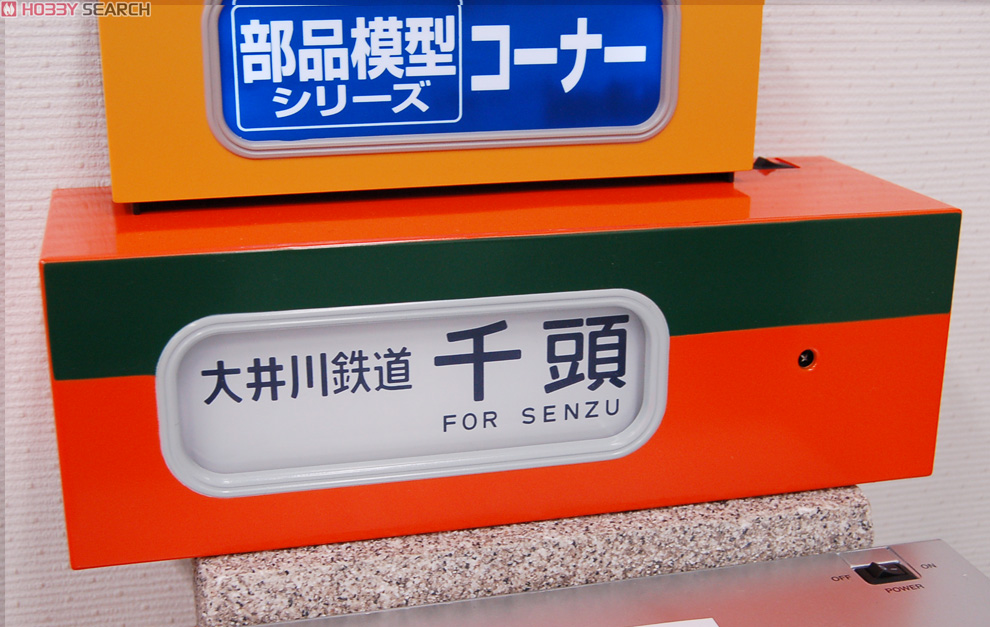 HOBBY SEARCH
部品模型
シリーズ
コーナー
大井川鉄道
千頭
FOR SENZU
OFF
ON
POWER